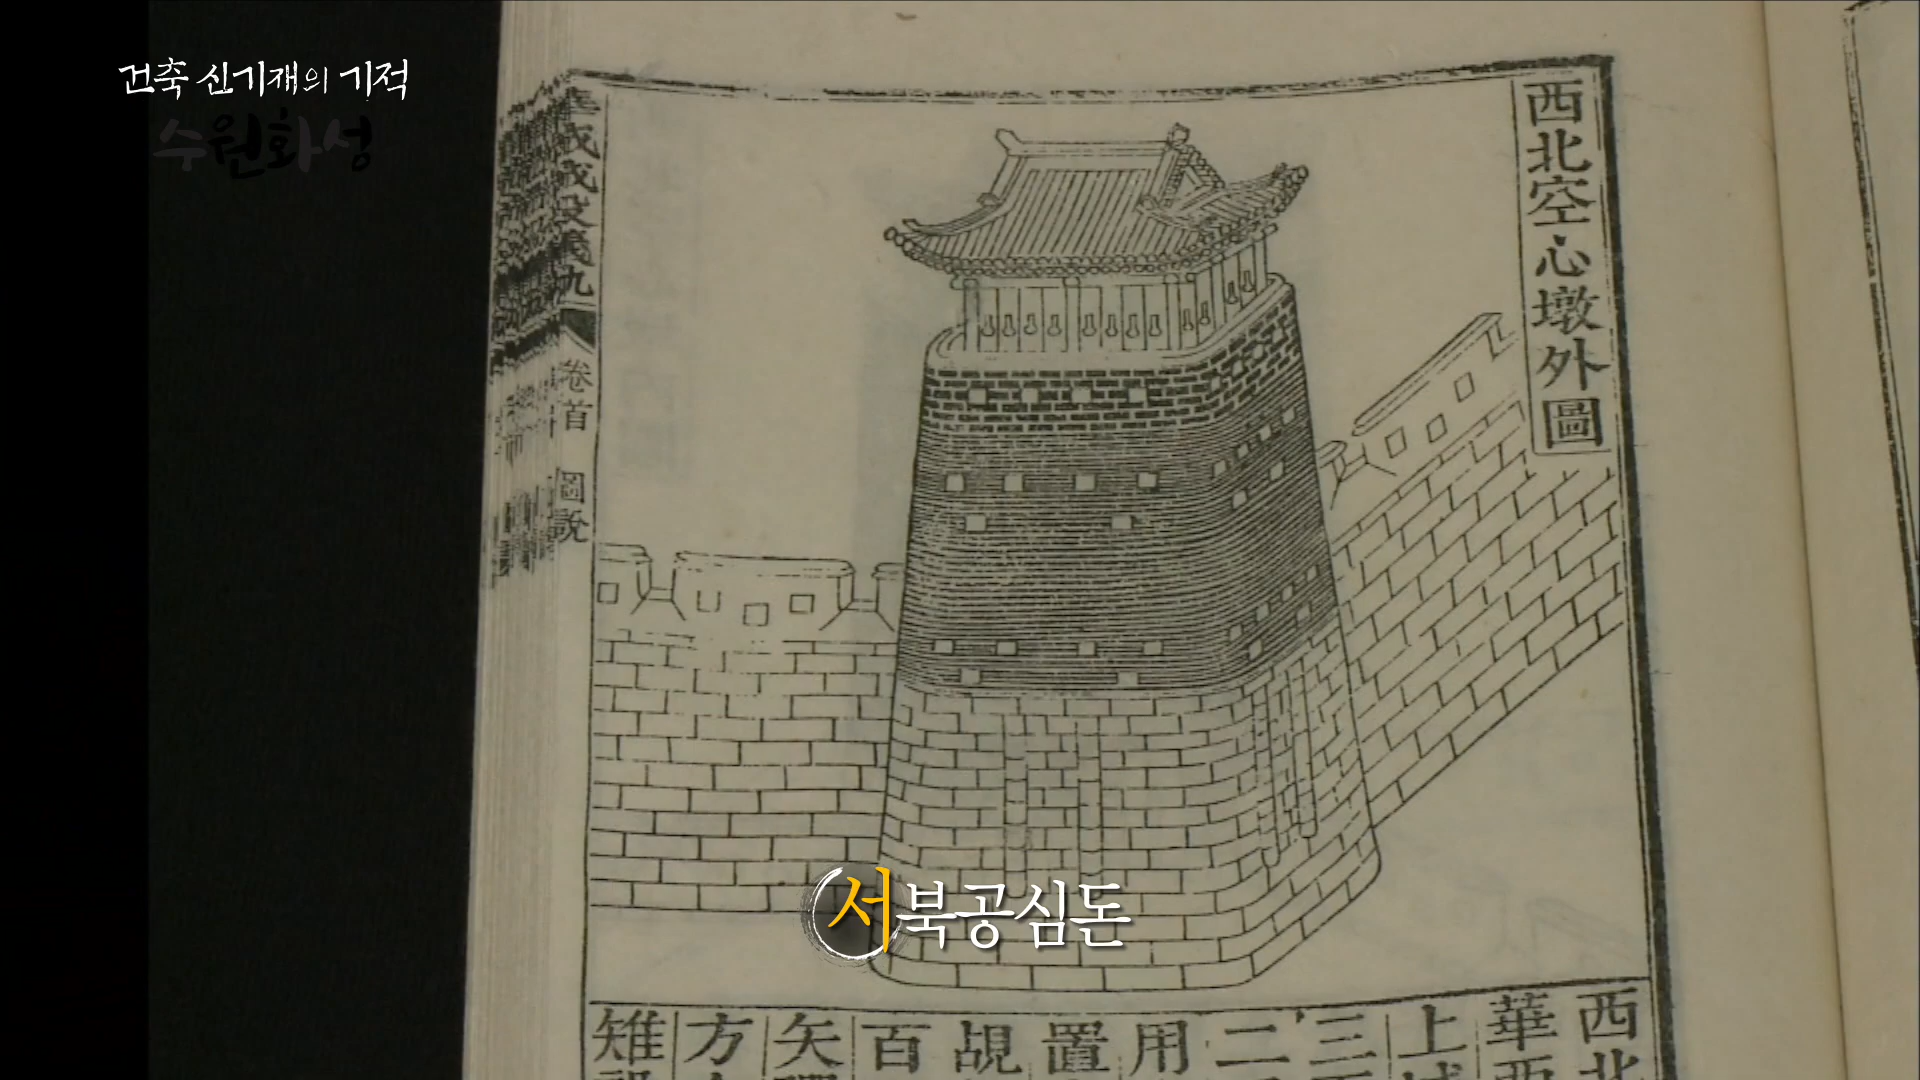 건축 신기재의 기적
수원화성
西北空心墩外圖
卷首 圖說
서북공심돈
西北
華西
上城
三
二
用
置
覘
百
矢
方
雉